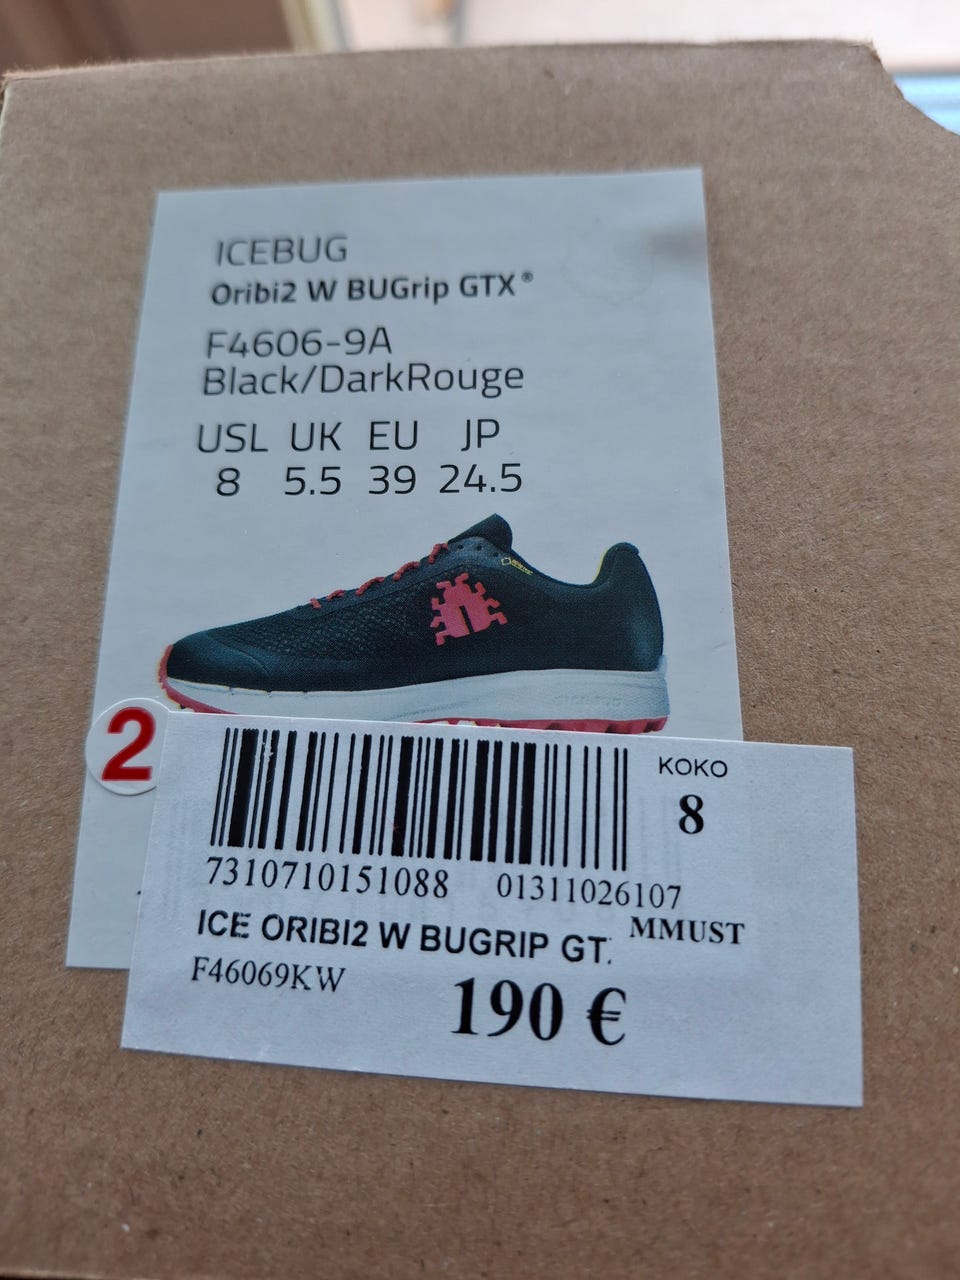 ICEBUG
Oribi2 W BUGrip GTX®
F4606-9A
Black/DarkRouge
USL UK EU JP
8 5.5 39 24.5
2
KOKO
8
7310710151088 01311026107
ICE ORIBI2 W BUGRIP GT. MMUST
F46069KW
190 €